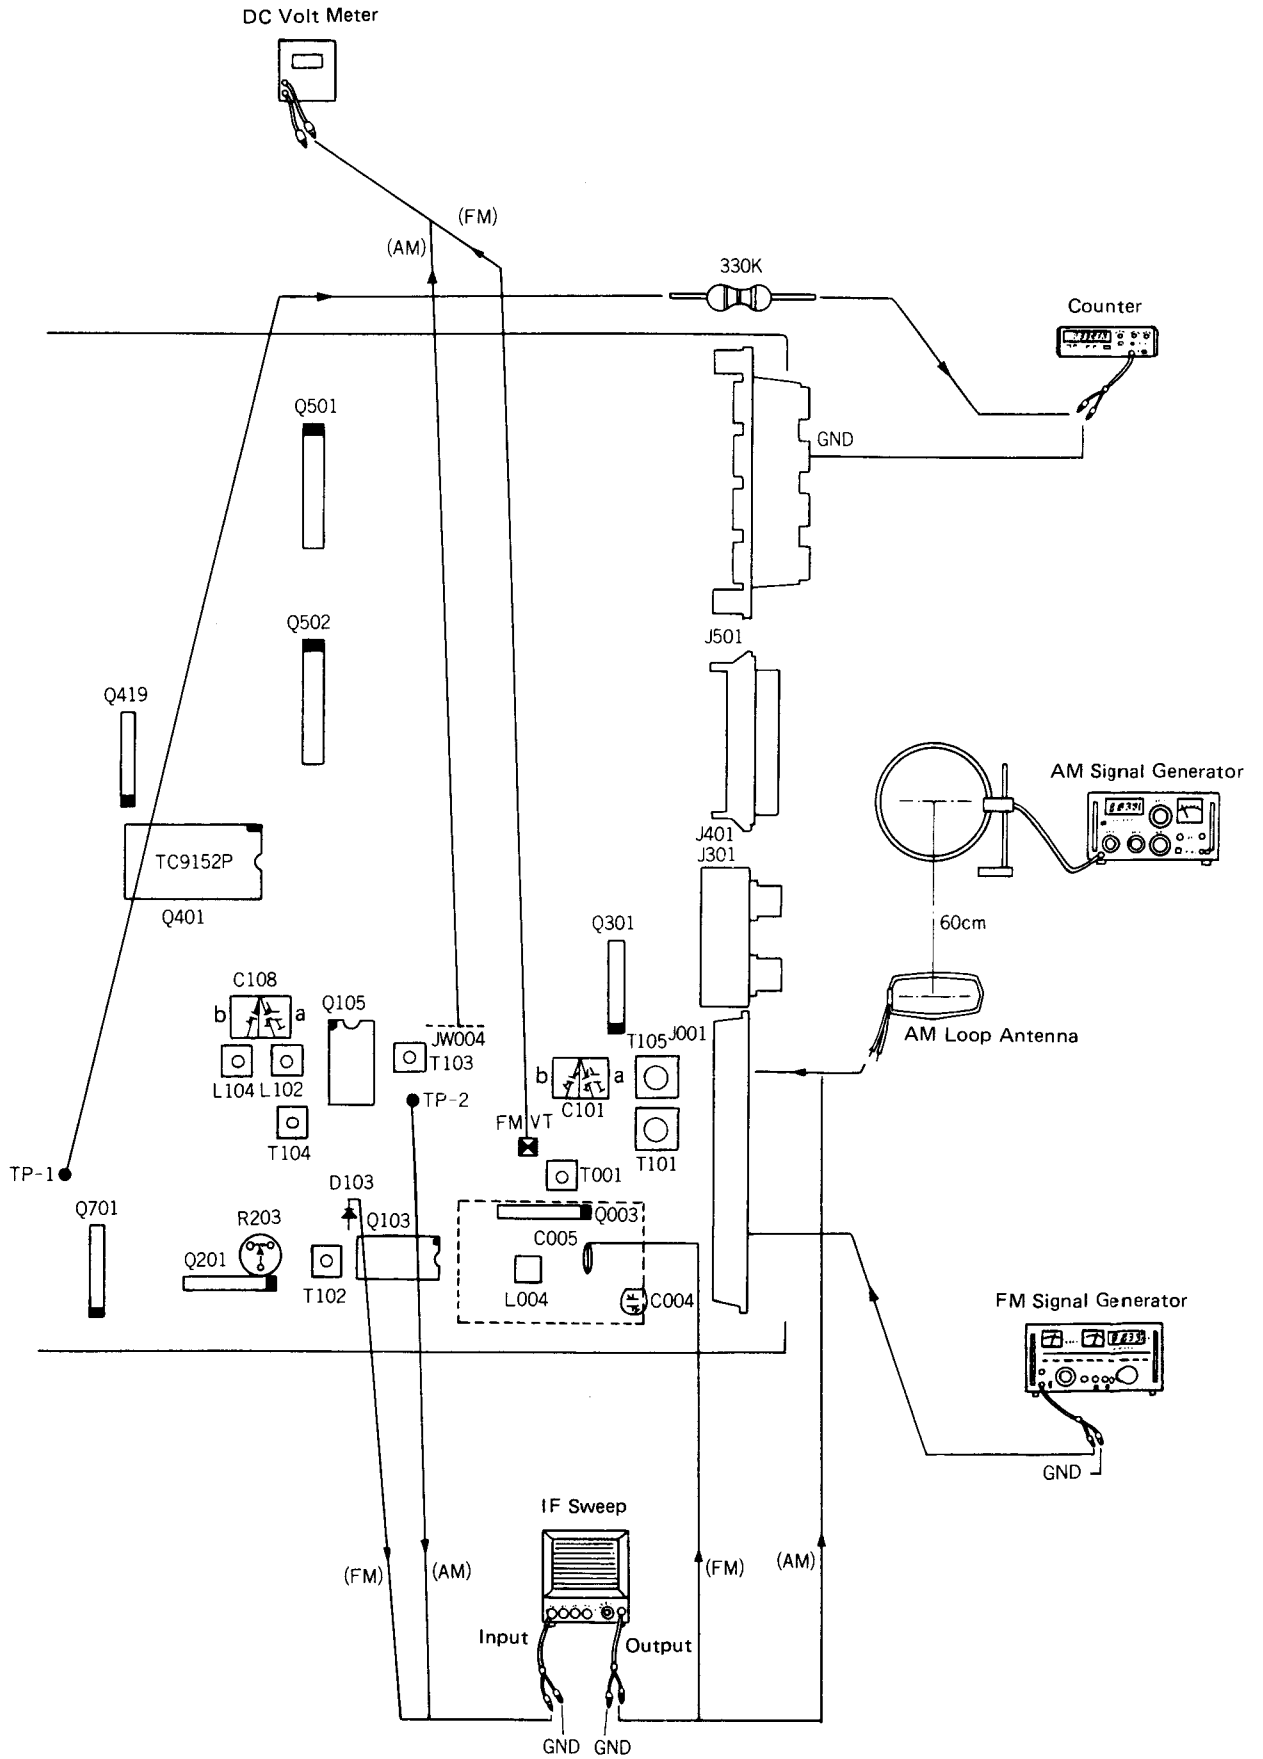 DC Volt Meter
(FM)
(AM)
330K
Counter
GND
Q501
J501
Q502
Q419
AM Signal Generator
J401
J301
TC9152P
Q401
60cm
Q301
C108
b
a
Q105
JW004
T103
T105
J001
AM Loop Antenna
L104
L102
b
a
C101
TP-2
FM VT
T104
T101
TP-1
T001
D103
Q701
R203
Q103
Q003
C005
Q201
T102
L004
C004
FM Signal Generator
GND
IF Sweep
(FM)
(AM)
(FM)
(AM)
Input
Output
GND
GND